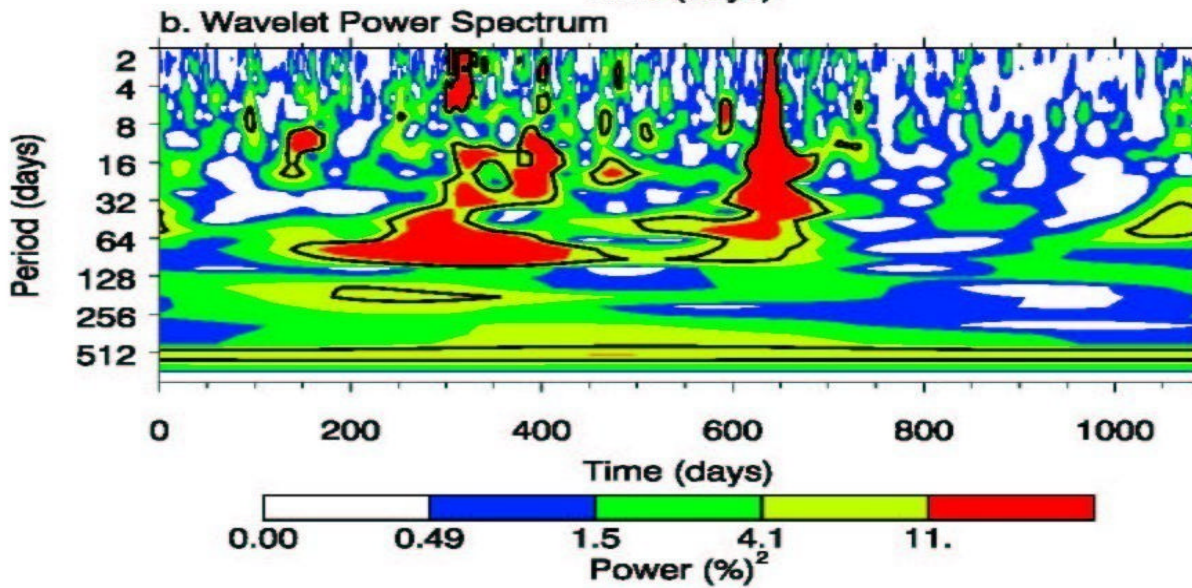 b. Wavelet Power Spectrum
2
4
8
16
32
64
128
256
512
Period (days)
0 200 400 600 800 1000
Time (days)
0.00 0.49 1.5 4.1 11.
Power (%)²